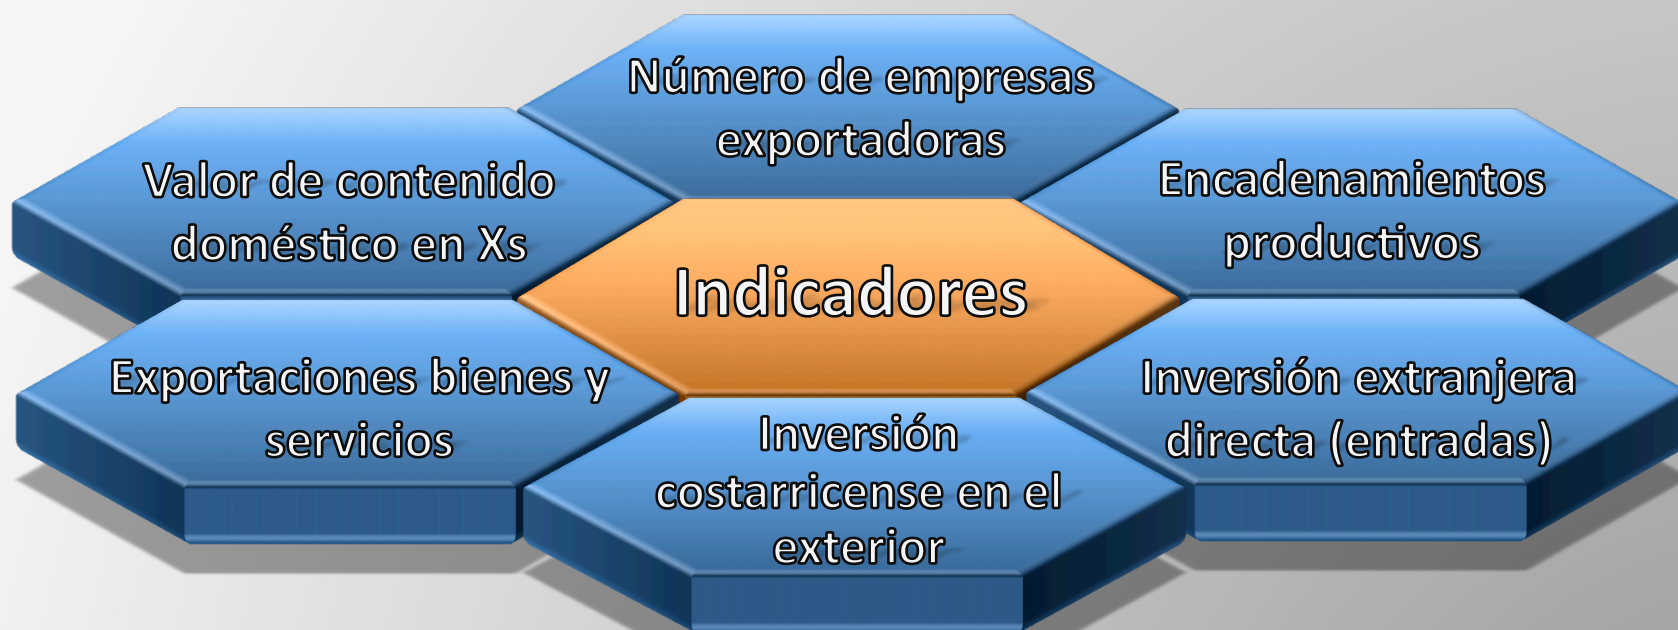 Número de empresas
exportadoras
Valor de contenido
doméstico en Xs
Encadenamientos
productivos
Indicadores
Exportaciones bienes y
servicios
Inversión extranjera
directa (entradas)
Inversión
costarricense en el
exterior